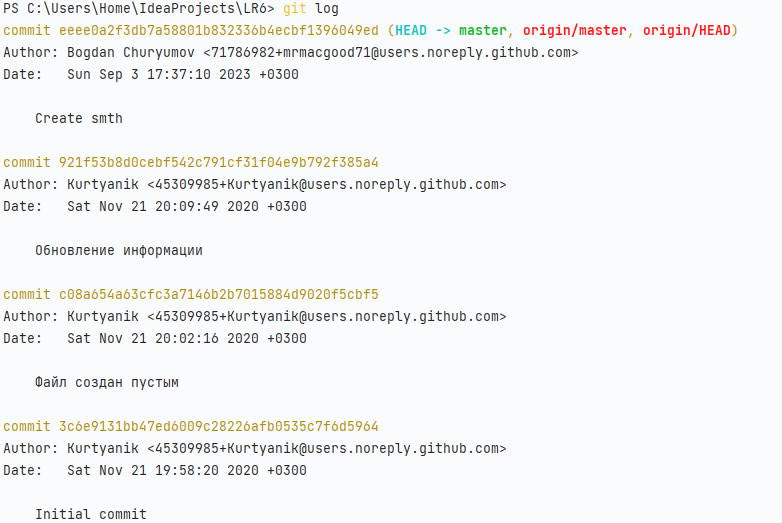 PS C:\Users\Home\IdeaProjects\LR6> git log
commit eeee0a2f3db7a58801b832336b4ecbf1396049ed (HEAD -> master, origin/master, origin/HEAD)
Author: Bogdan Churyumov <71786982+mrmacgood71@users.noreply.github.com>
Date:   Sun Sep 3 17:37:10 2023 +0300
    Create smth
commit 921f53b8d0cebf542c791cf31f04e9b792f385a4
Author: Kurtyanik <45309985+Kurtyanik@users.noreply.github.com>
Date:   Sat Nov 21 20:09:49 2020 +0300
    Обновление информации
commit c08a654a63cfc3a7146b2b7015884d9020f5cbf5
Author: Kurtyanik <45309985+Kurtyanik@users.noreply.github.com>
Date:   Sat Nov 21 20:02:16 2020 +0300
    Файл создан пустым
commit 3c6e9131bb47ed6009c28226afb0535c7f6d5964
Author: Kurtyanik <45309985+Kurtyanik@users.noreply.github.com>
Date:   Sat Nov 21 19:58:20 2020 +0300
    Initial commit